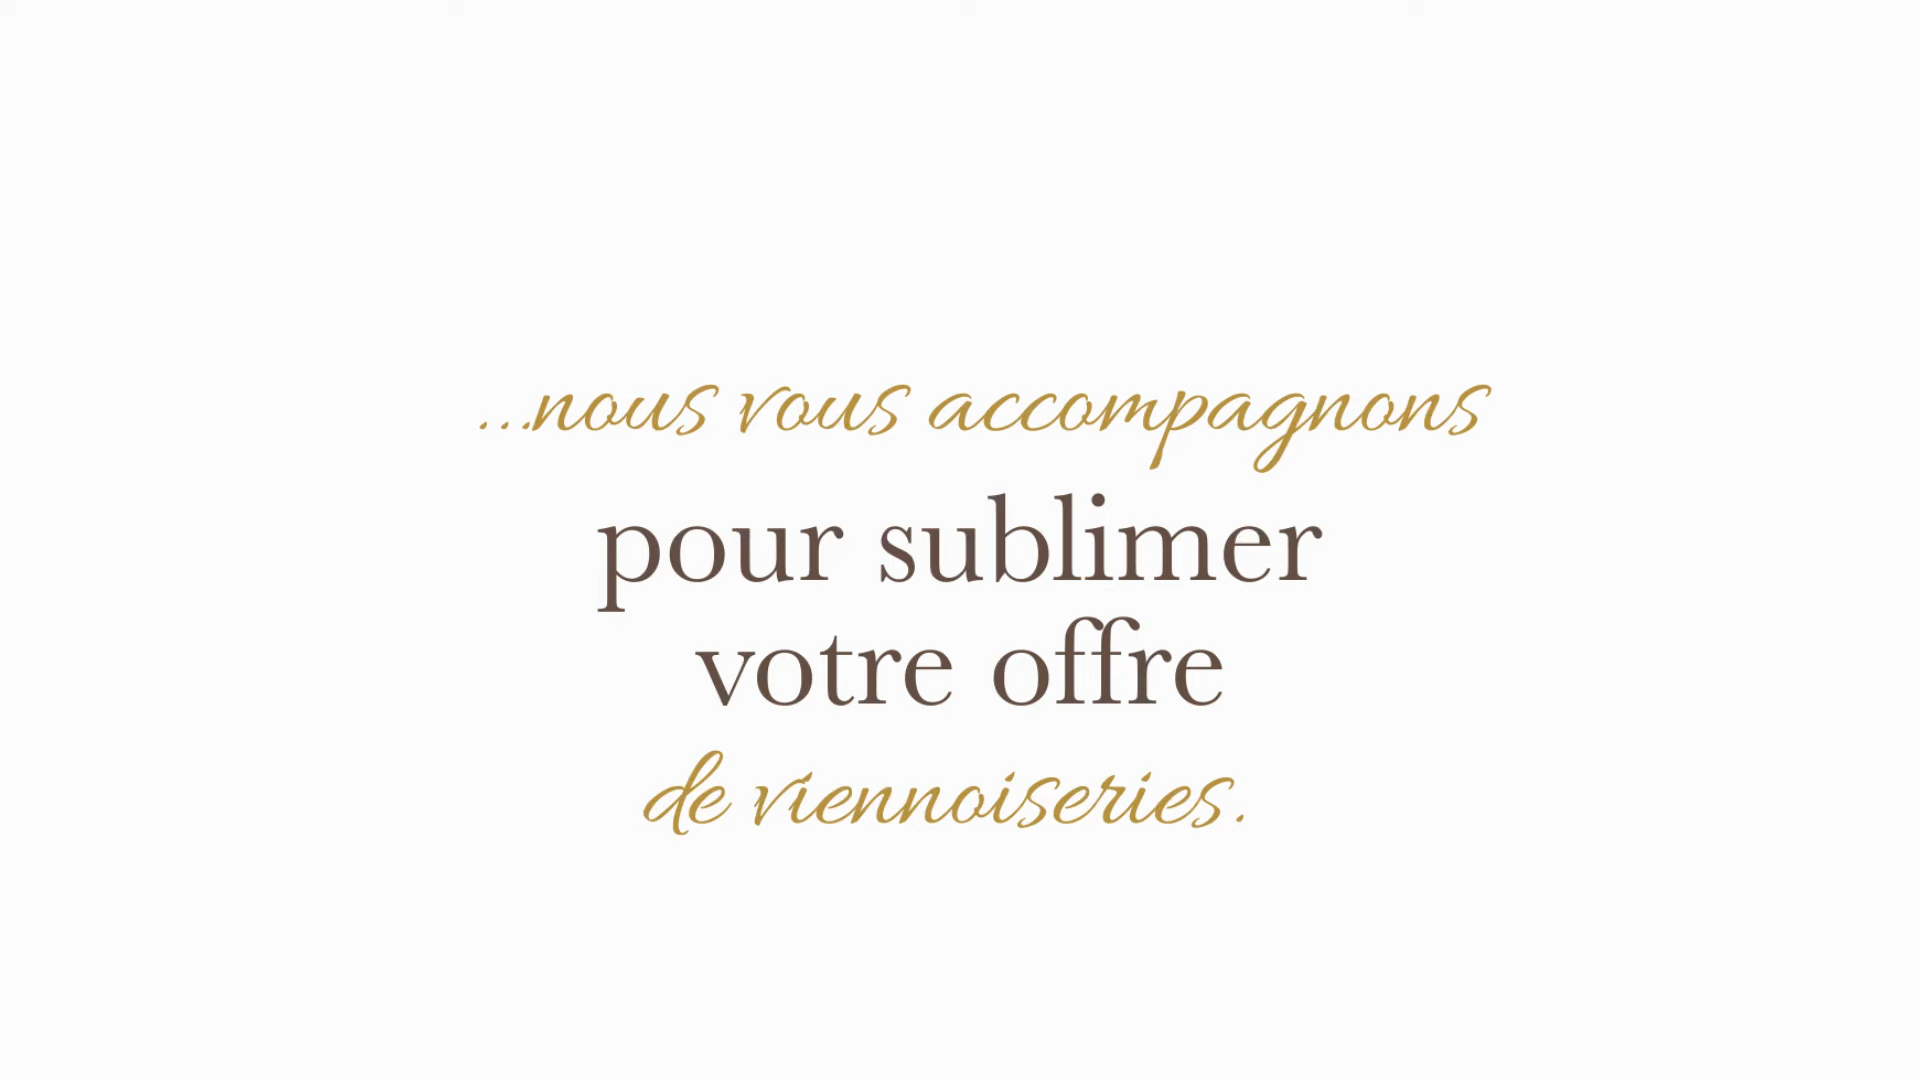 ...nous vous accompagnons
pour sublimer
votre offre
de viennoiseries.